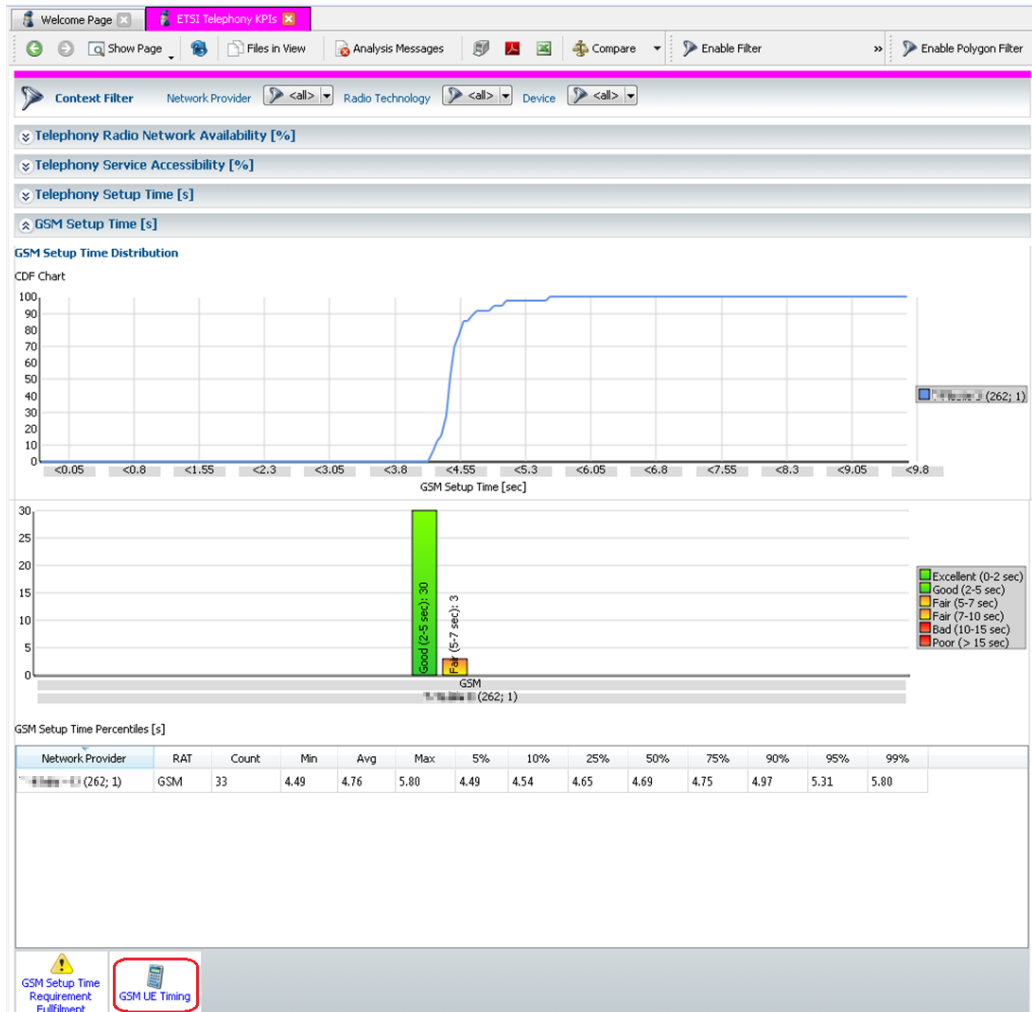 Welcome Page
ETSI Telephony KPIs
Show Page
Files in View
Analysis Messages
Compare
Enable Filter
»
Enable Polygon Filter
Context Filter
Network Provider
<all>
Radio Technology
<all>
Device
<all>
Telephony Radio Network Availability [%]
Telephony Service Accessibility [%]
Telephony Setup Time [s]
GSM Setup Time [s]
GSM Setup Time Distribution
CDF Chart
100
90
80
70
60
50
40
30
20
10
0
(262; 1)
<0.05 <0.8 <1.55 <2.3 <3.05 <3.8 <4.55 <5.3 <6.05 <6.8 <7.55 <8.3 <9.05 <9.8
GSM Setup Time [sec]
30
25
20
15
10
5
0
Good (2-5 sec): 30
Fair (5-7 sec): 3
Excellent (0-2 sec)
Good (2-5 sec)
Fair (5-7 sec)
Fair (7-10 sec)
Bad (10-15 sec)
Poor (> 15 sec)
GSM
(262; 1)
GSM Setup Time Percentiles [s]
Network Provider RAT Count Min Avg Max 5% 10% 25% 50% 75% 90% 95% 99%
(262; 1) GSM 33 4.49 4.76 5.80 4.49 4.54 4.65 4.69 4.75 4.97 5.31 5.80
GSM Setup Time
Requirement
Fullfilment
GSM UE Timing